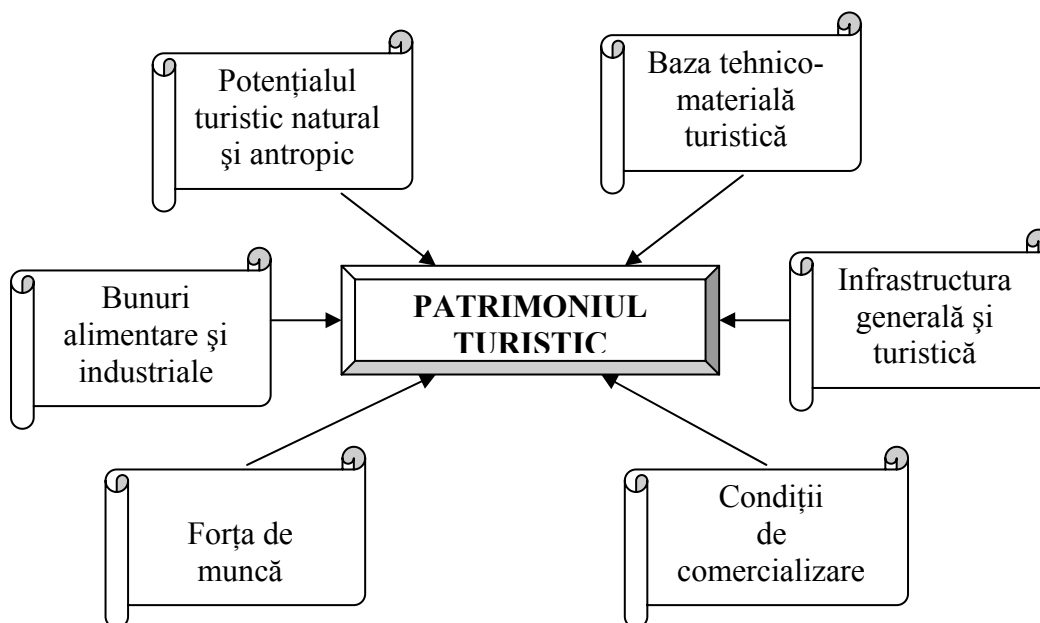 Potențialul
turistic natural
şi antropic
Baza tehnico-
materială
turistică
Bunuri
alimentare şi
industriale
PATRIMONIUL
TURISTIC
Infrastructura
generală şi
turistică
Forța de
muncă
Condiții
de
comercializare